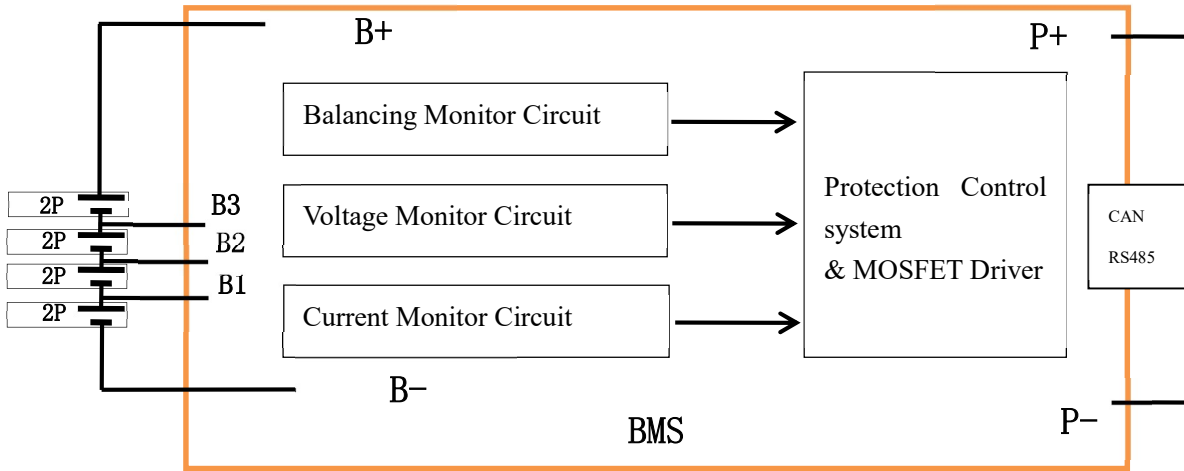 B+
P+
Balancing Monitor Circuit
2P
B3
Voltage Monitor Circuit
Protection Control
system
& MOSFET Driver
CAN
RS485
2P
B2
2P
B1
2P
Current Monitor Circuit
B-
P-
BMS